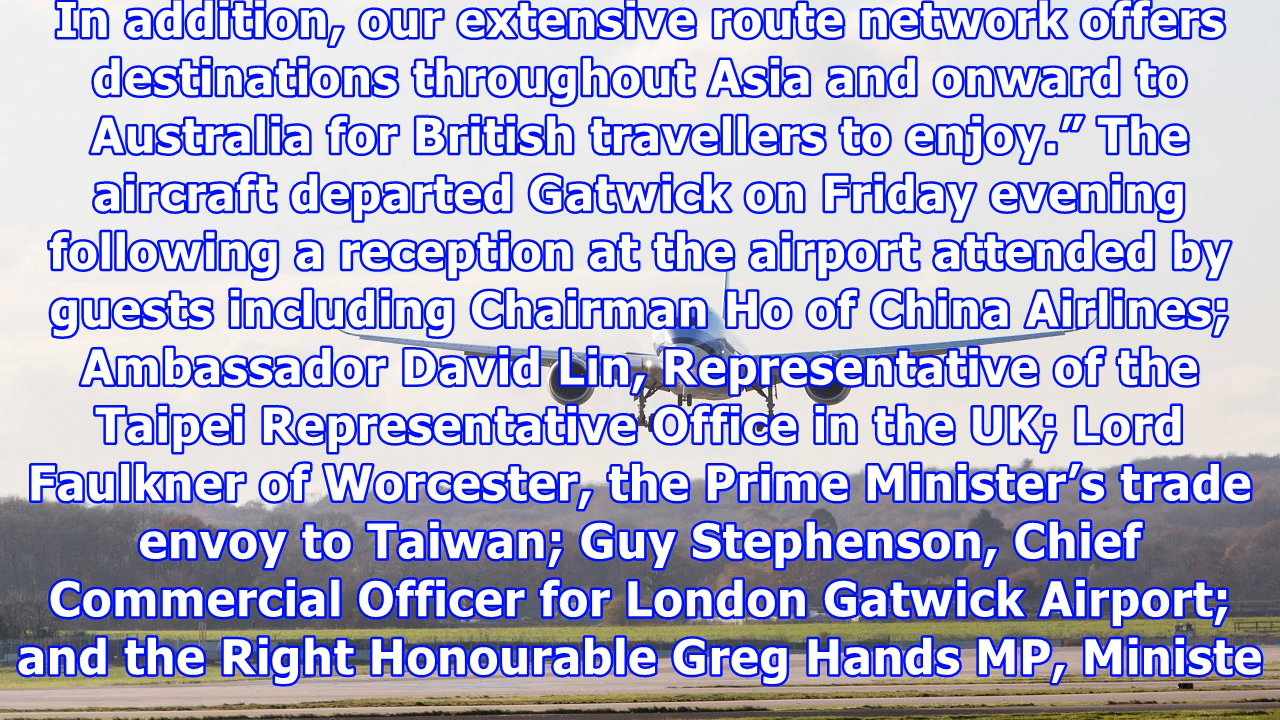 In addition, our extensive route network offers
destinations throughout Asia and onward to
Australia for British travellers to enjoy.” The
aircraft departed Gatwick on Friday evening
following a reception at the airport attended by
guests including Chairman Ho of China Airlines;
Ambassador David Lin, Representative of the
Taipei Representative Office in the UK; Lord
Faulkner of Worcester, the Prime Minister’s trade
envoy to Taiwan; Guy Stephenson, Chief
Commercial Officer for London Gatwick Airport;
and the Right Honourable Greg Hands MP, Ministe